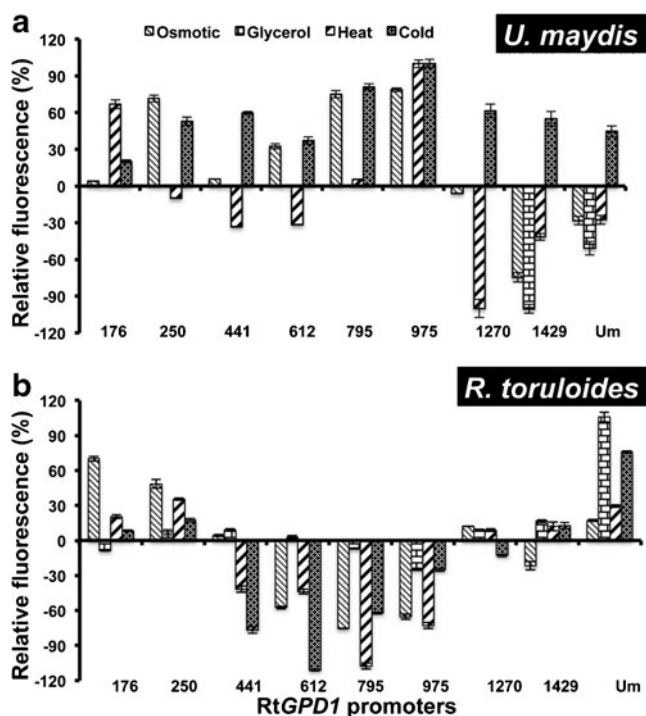 a
Osmotic Glycerol Heat Cold
U. maydis
Relative fluorescence (%)
120
90
60
30
0
-30
-60
-90
-120
176 250 441 612 795 975 1270 1429 Um
b
R. toruloides
Relative fluorescence (%)
120
90
60
30
0
-30
-60
-90
-120
176 250 441 612 795 975 1270 1429 Um
RtGPD1 promoters